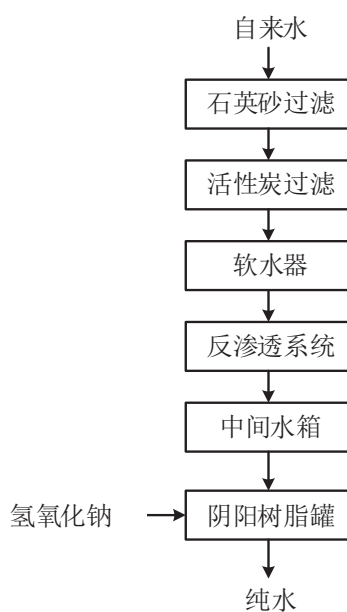 自来水
石英砂过滤
活性炭过滤
软水器
反渗透系统
中间水箱
氢氧化钠
阴阳树脂罐
纯水